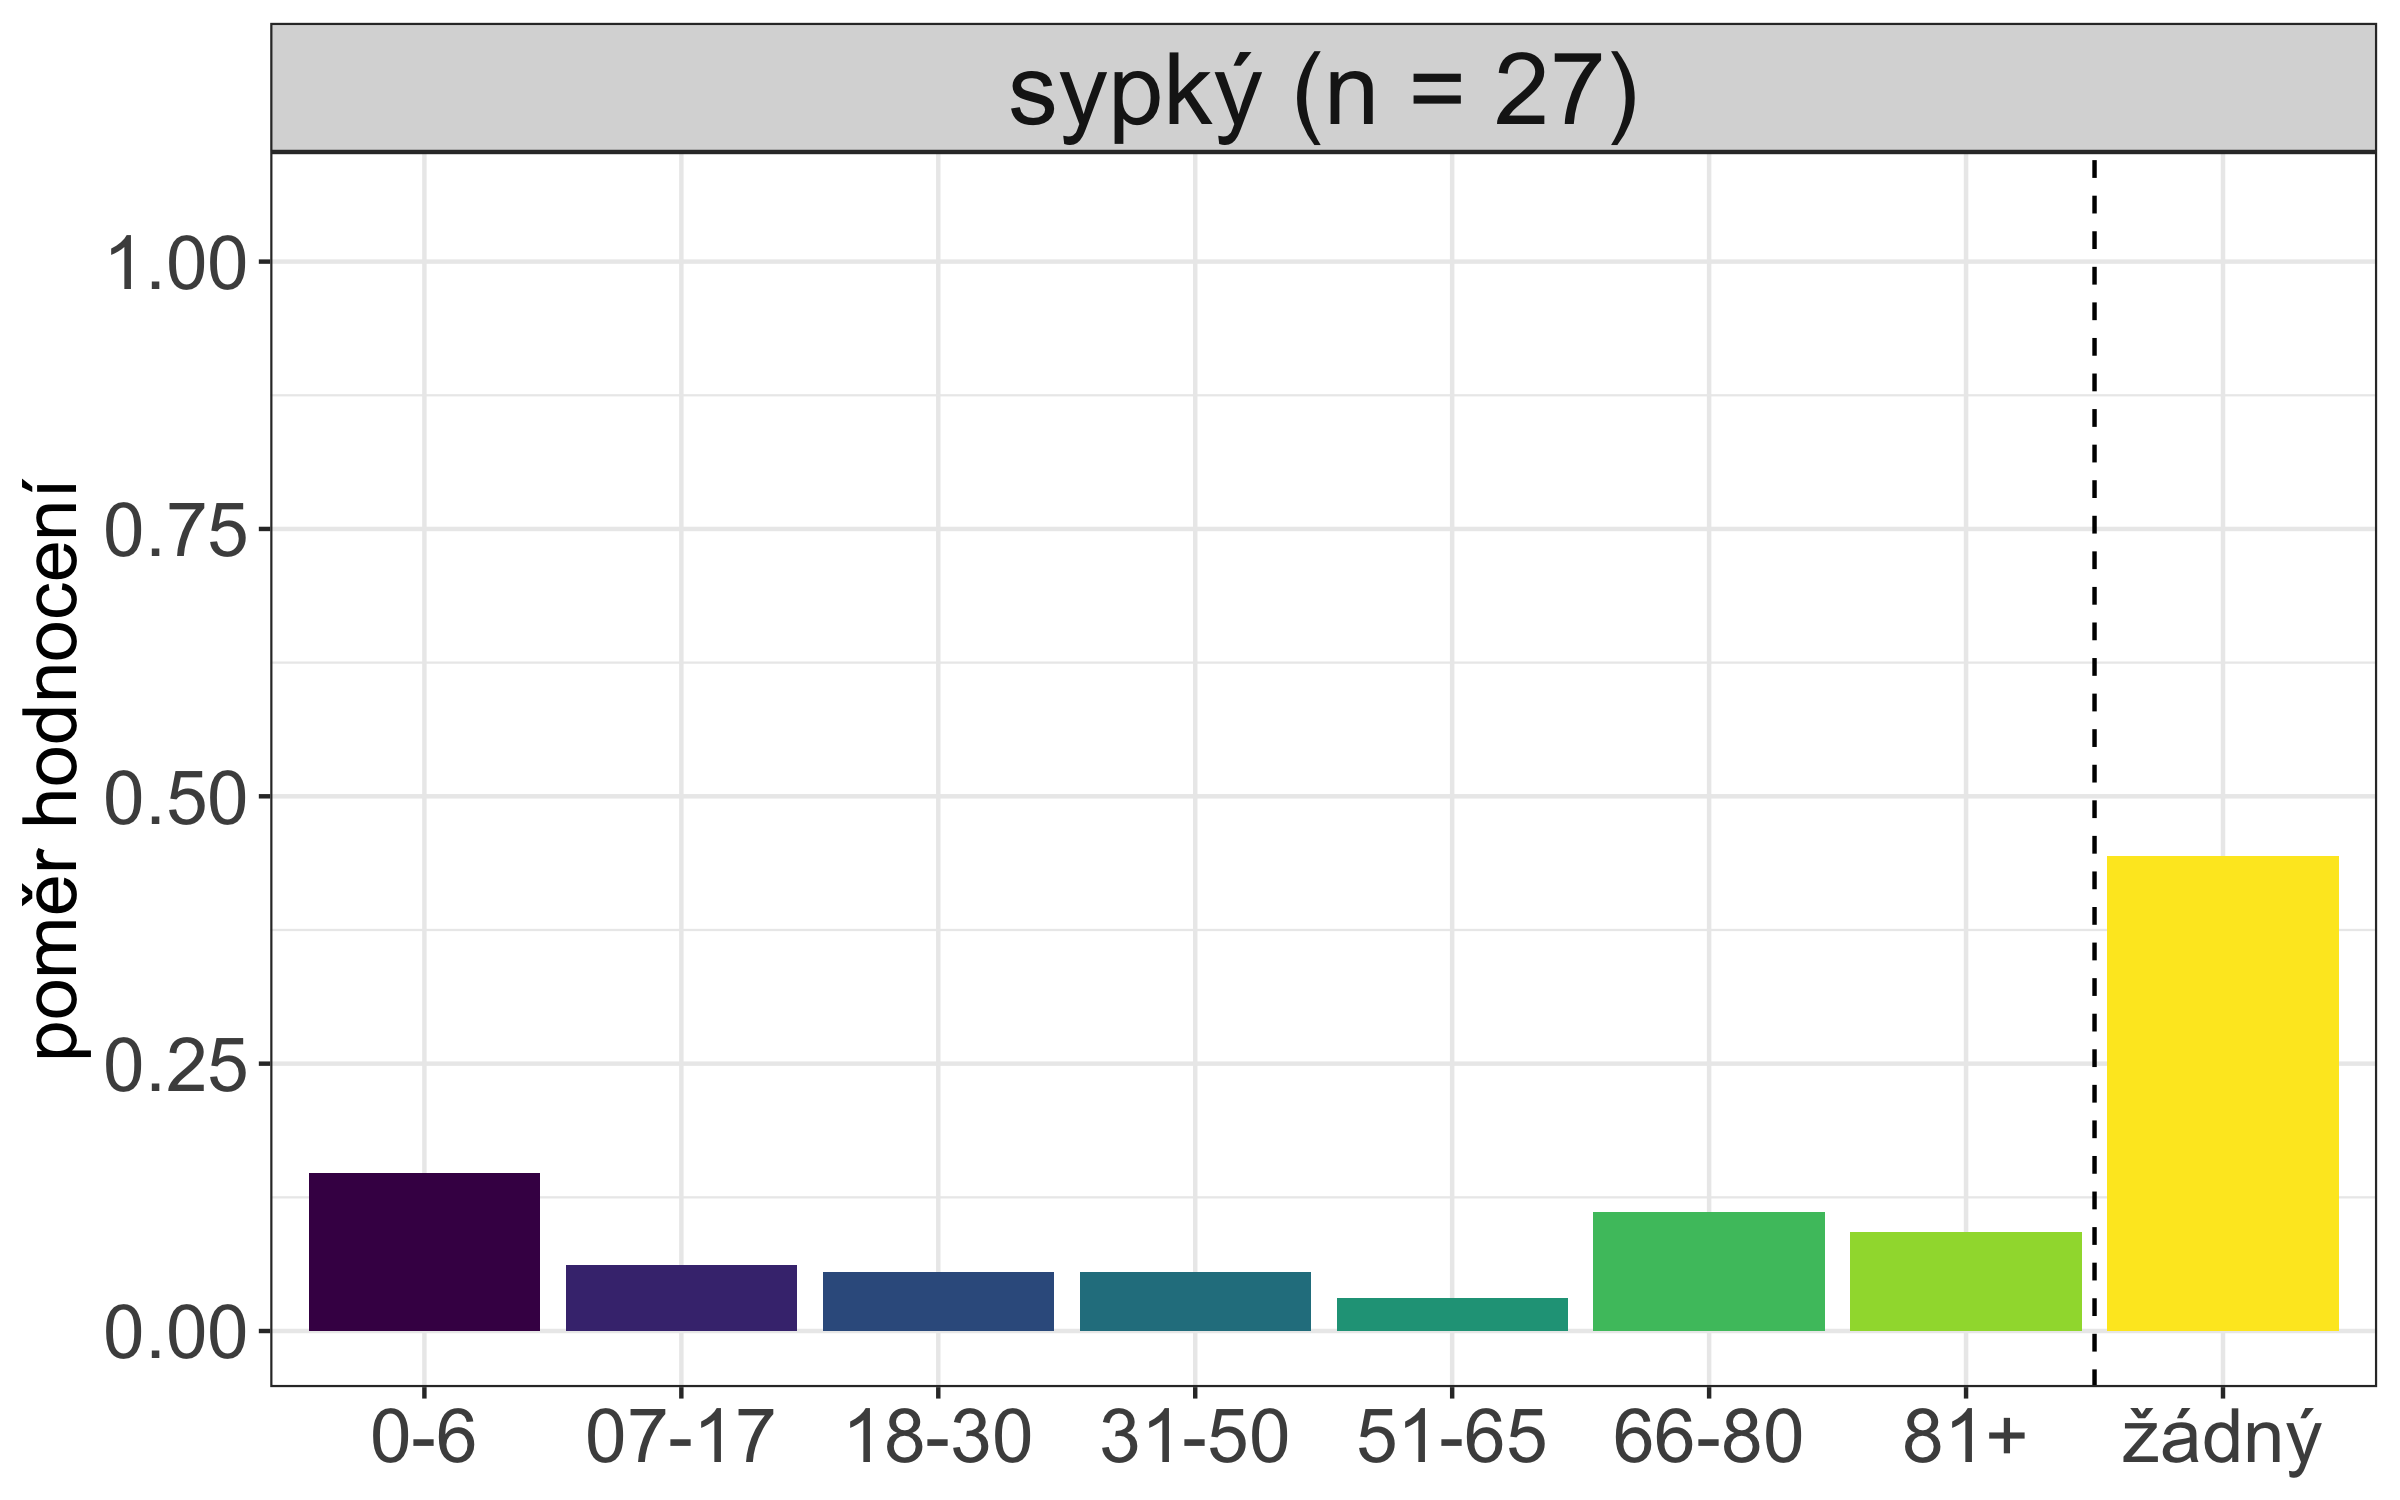 sypký (n = 27)
poměr hodnocení
1.00
0.75
0.50
0.25
0.00
0-6 07-17 18-30 31-50 51-65 66-80 81+ žádný